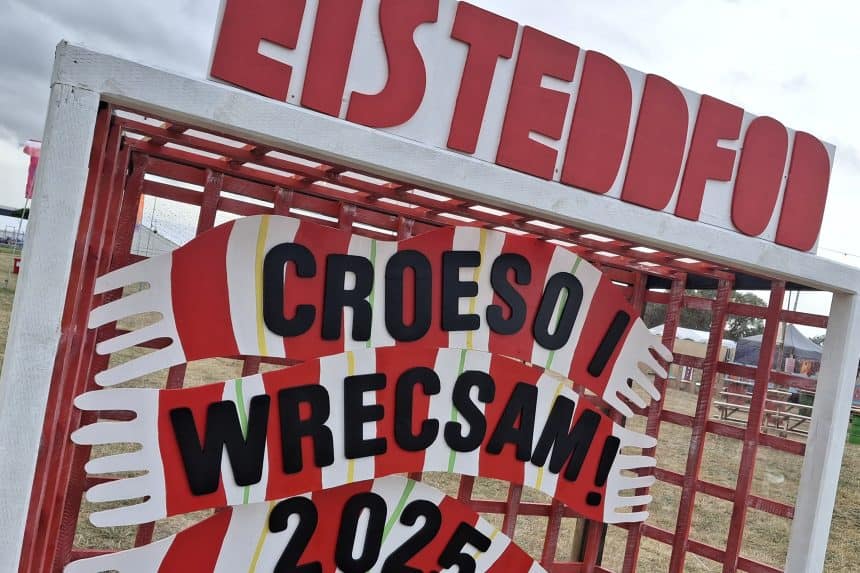 EISTEDDFOD
CROESO I
WRECSAM!
2025